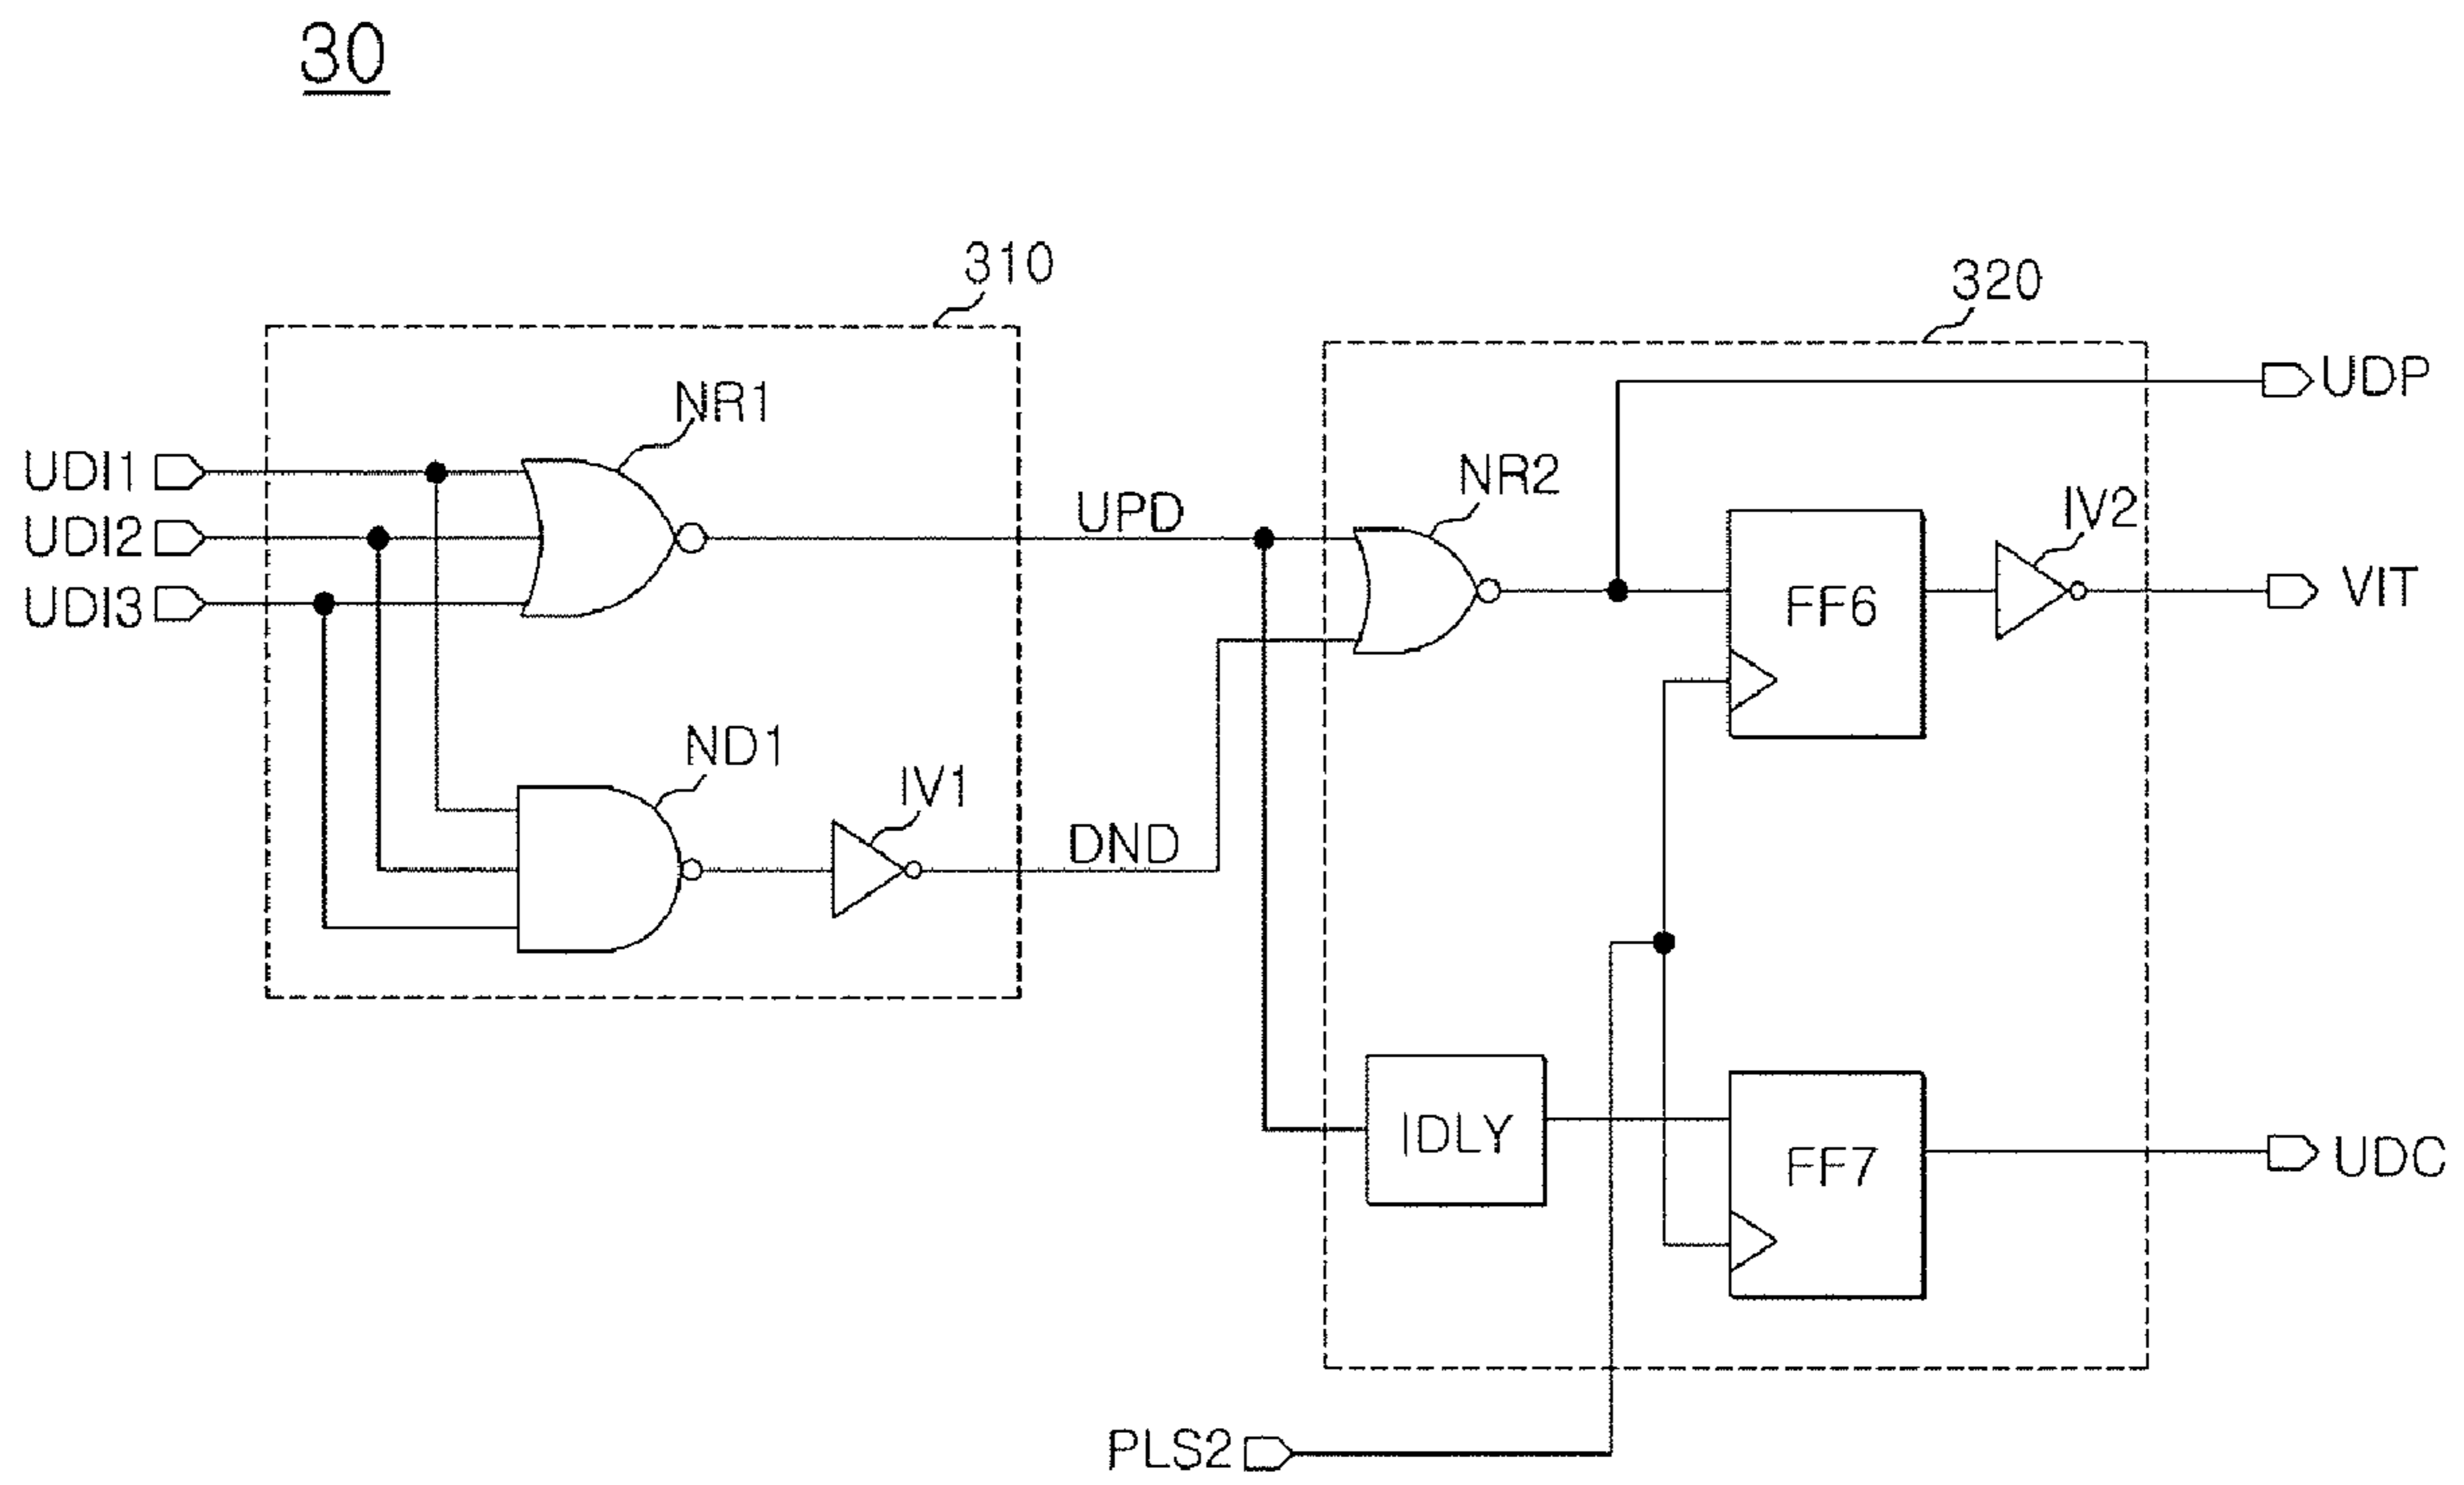 30
310
320
NR1
UDP
UDI1
UDI2
UDI3
UPD
NR2
IV2
FF6
VIT
ND1
IV1
DND
IDLY
FF7
UDC
PLS2